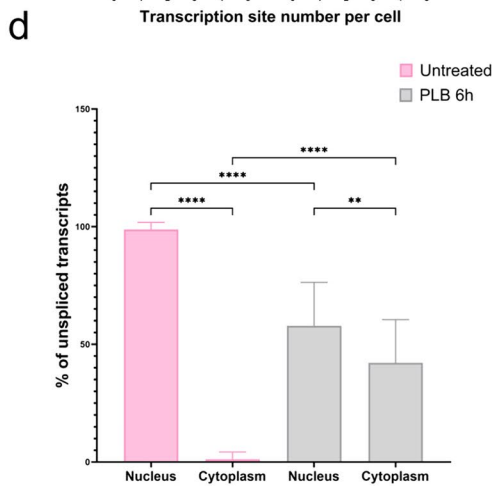 Transcription site number per cell
d
Untreated
PLB 6h
150
100
50
0
% of unspliced transcripts
****
****
****
**
Nucleus Cytoplasm Nucleus Cytoplasm